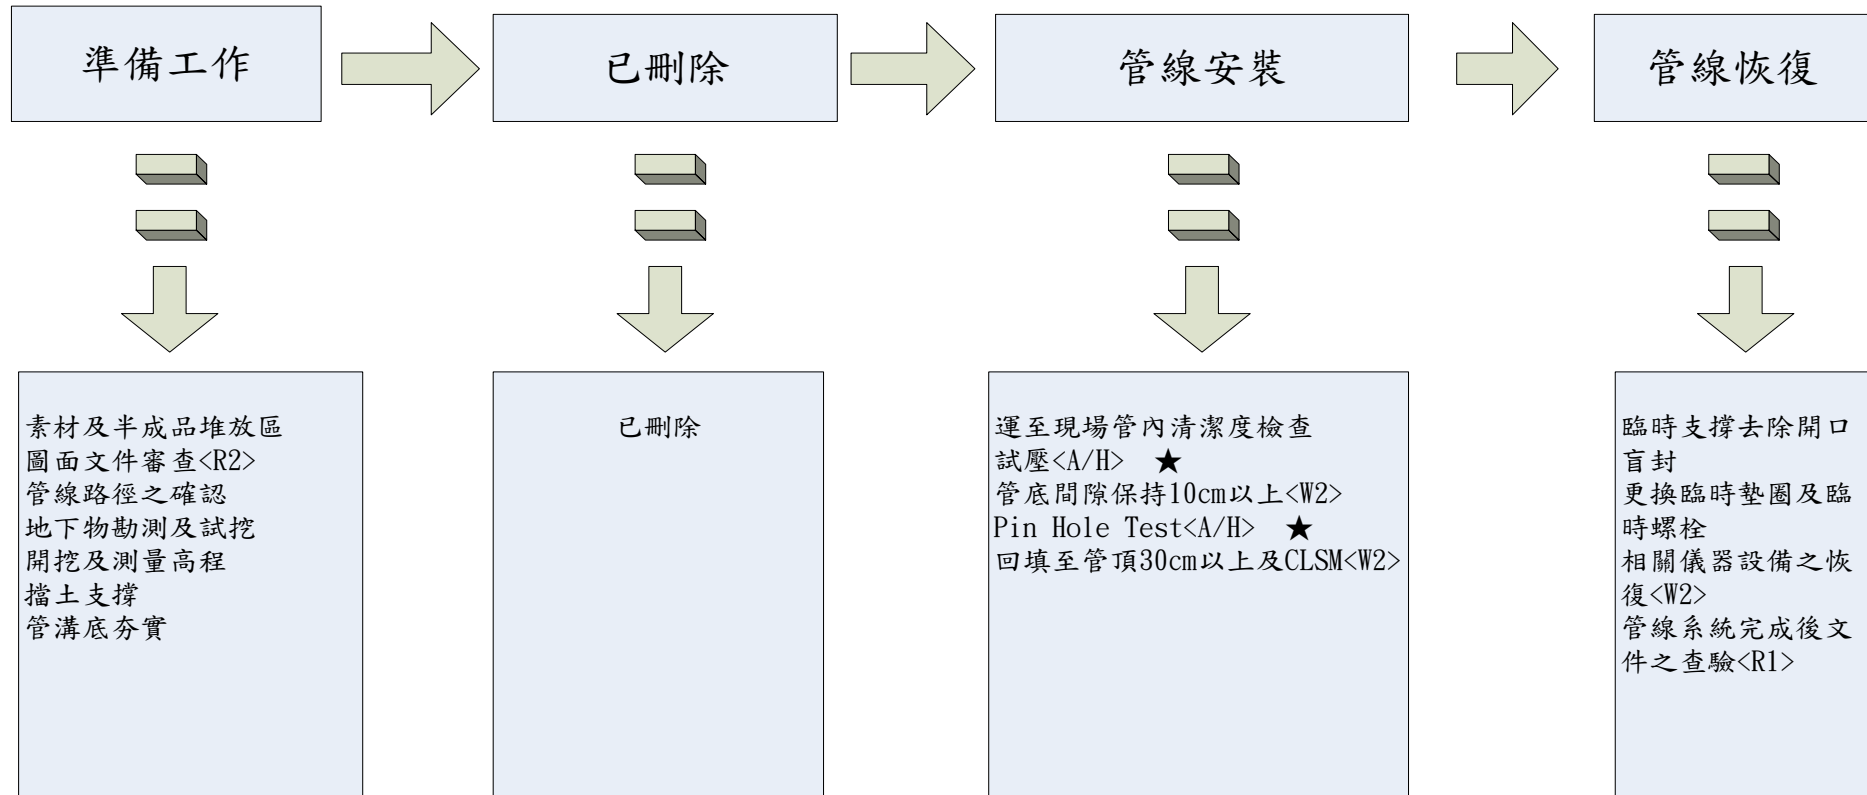 準備工作
已刪除
管線安裝
管線恢復
素材及半成品堆放區
圖面文件審查<R2>
管線路徑之確認
地下物勘測及試挖
開挖及測量高程
擋土支撐
管溝底夯實
已刪除
運至現場管內清潔度檢查
試壓<A/H> ★
管底間隙保持10cm以上<W2>
Pin Hole Test<A/H> ★
回填至管頂30cm以上及CLSM<W2>
臨時支撐去除開口
盲封
更換臨時墊圈及臨
時螺栓
相關儀器設備之恢
復<W2>
管線系統完成後文
件之查驗<R1>